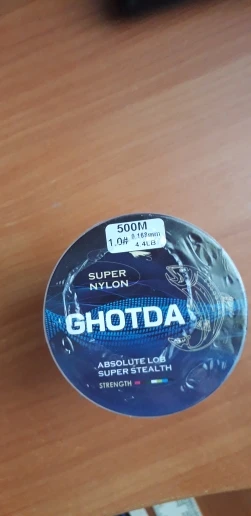 500M
1.0# 0.165mm
4.4LB
SUPER
NYLON
GHOTDA
ABSOLUTE LOB
SUPER STEALTH
STRENGTH